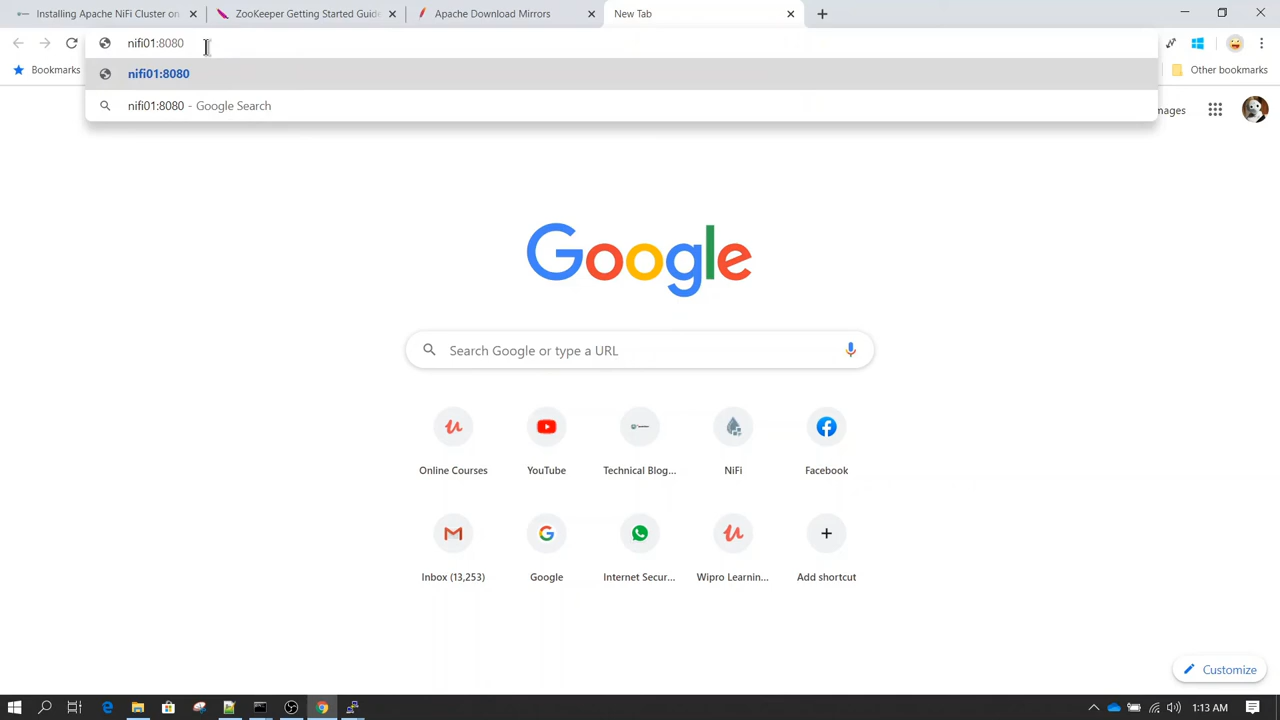 Installing Apache NiFi Cluster on
ZooKeeper Getting Started Guide
Apache Download Mirrors
New Tab
nifi01:8080
Bookmarks
nifi01:8080
Other bookmarks
nifi01:8080 - Google Search
mages
Google
Search Google or type a URL
Online Courses
YouTube
Technical Blog...
NiFi
Facebook
Inbox (13,253)
Google
Internet Secur...
Wipro Learnin...
Add shortcut
Customize
1:13 AM